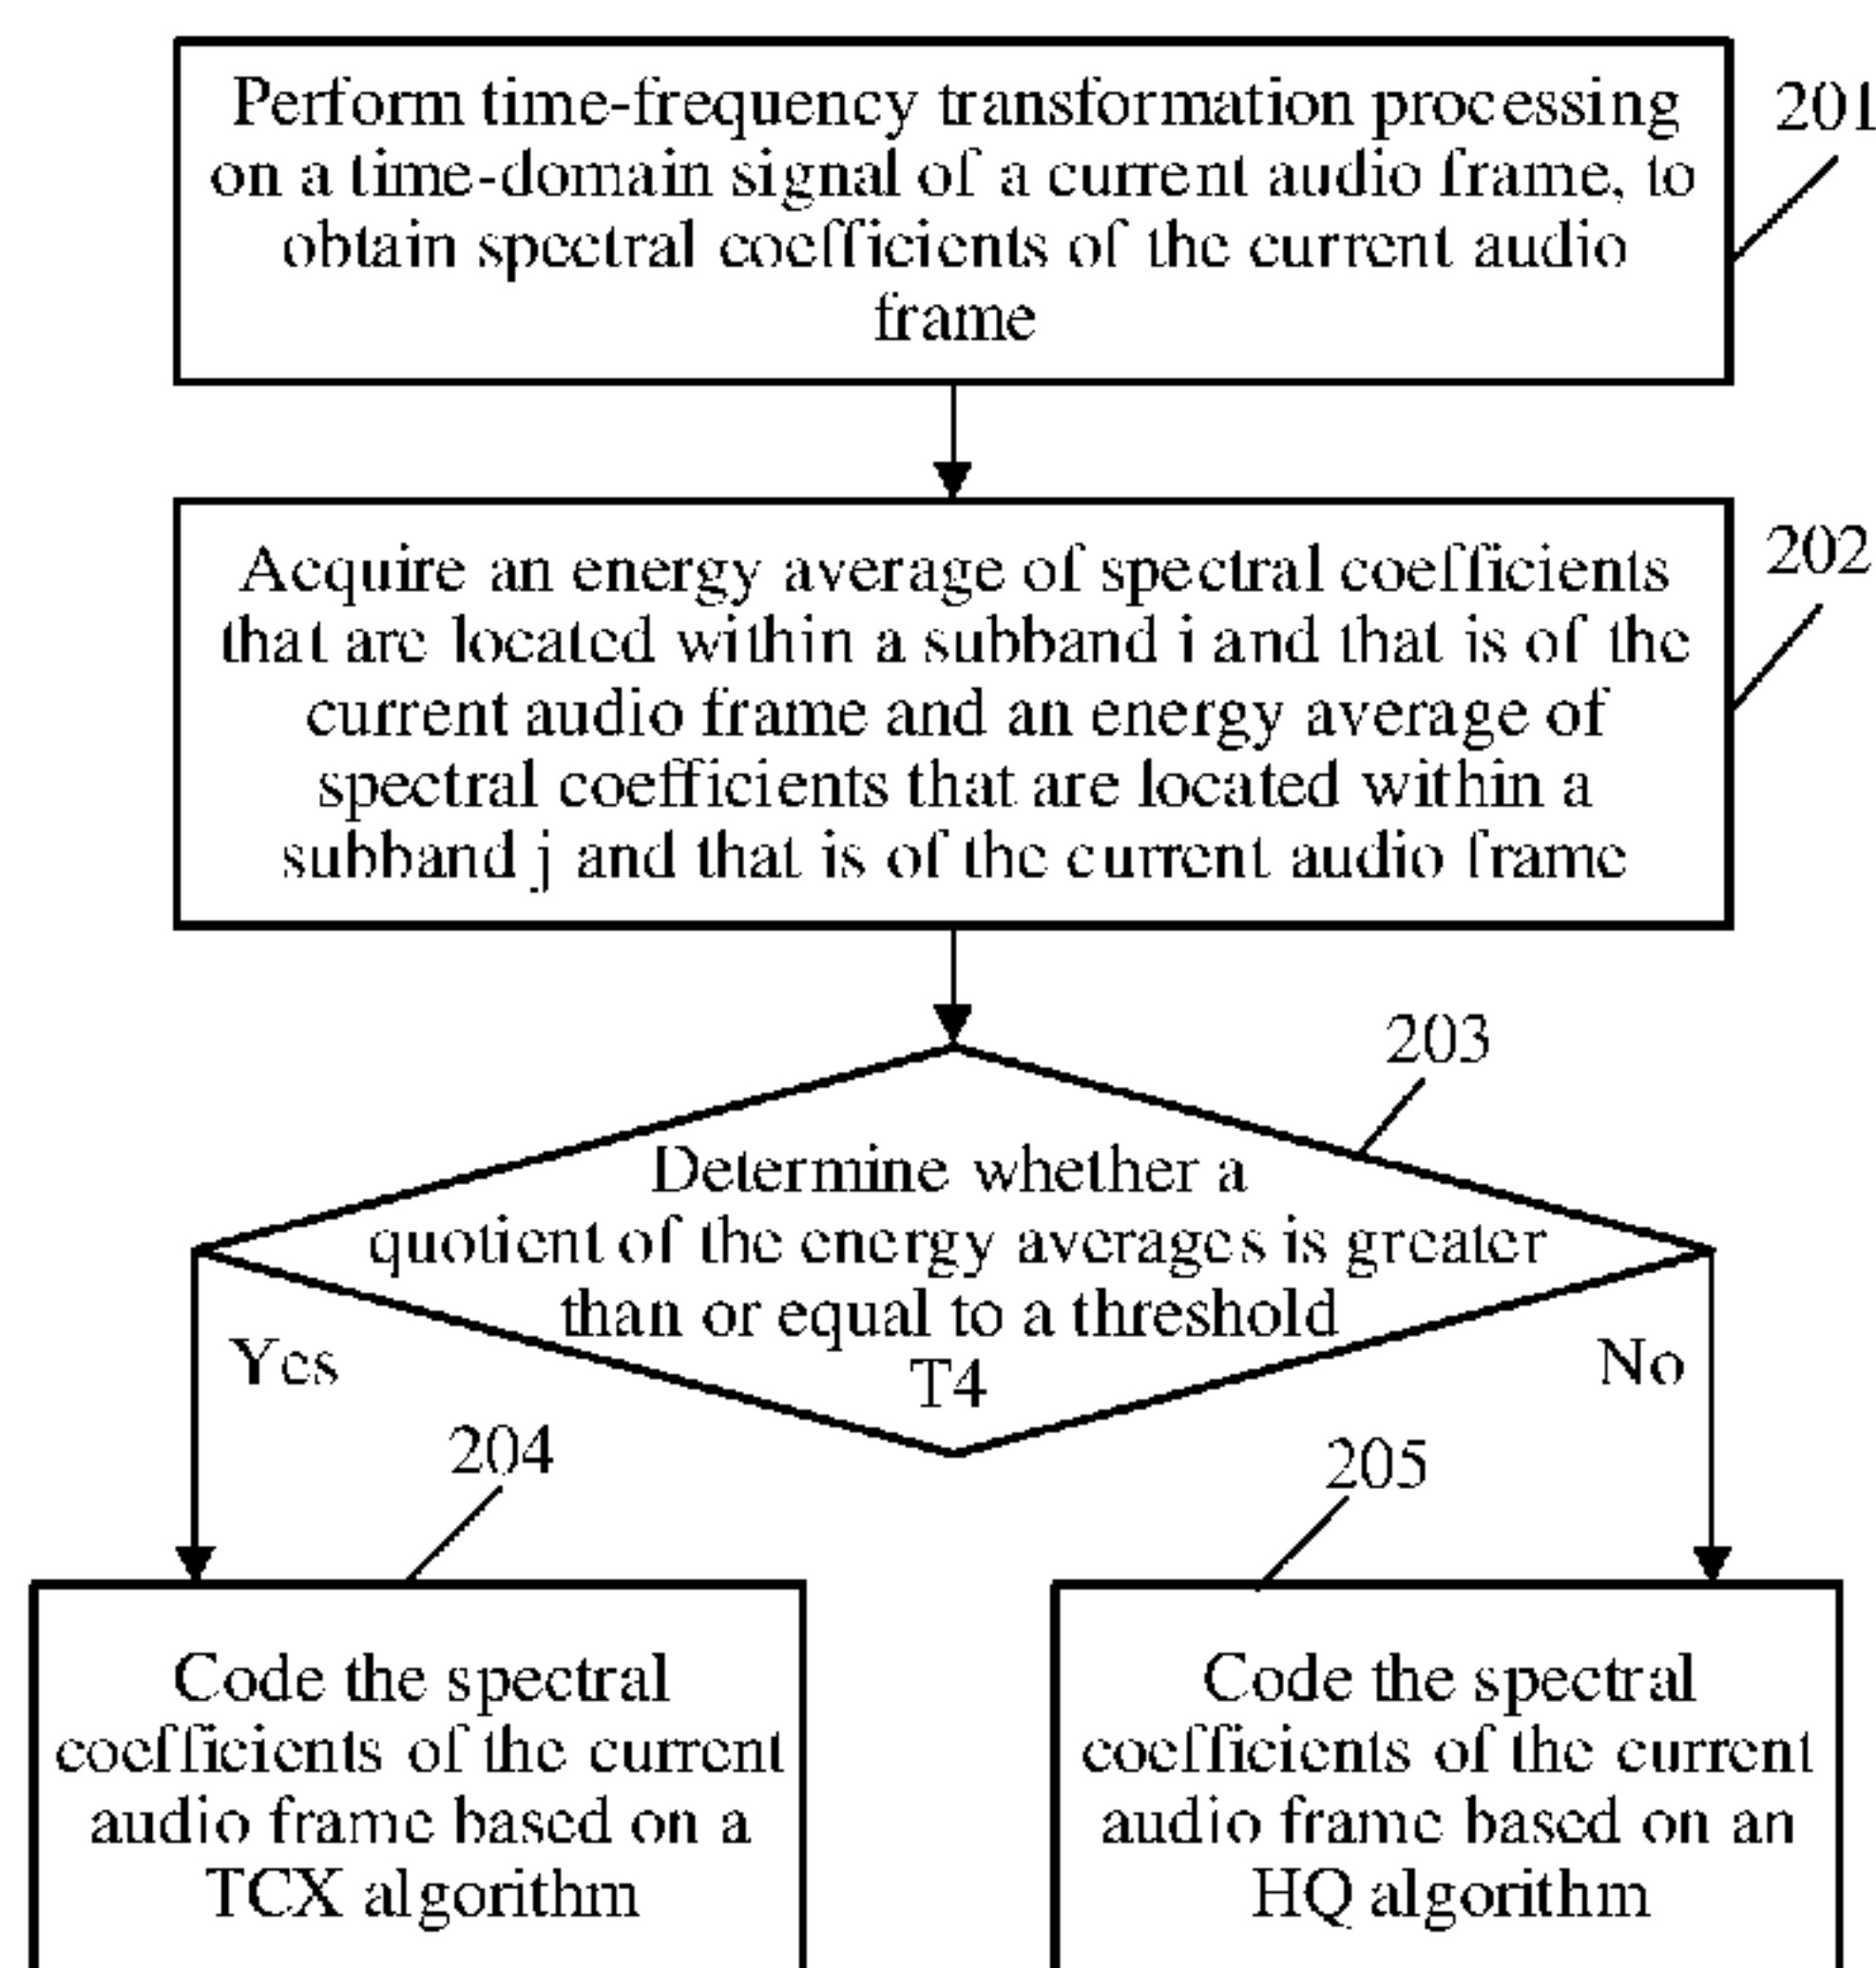 Perform time-frequency transformation processing
on a time-domain signal of a current audio frame, to
obtain spectral coefficients of the current audio
frame
201
Acquire an energy average of spectral coefficients
that are located within a subband i and that is of the
current audio frame and an energy average of
spectral coefficients that are located within a
subband j and that is of the current audio frame
202
203
Determine whether a
quotient of the energy averages is greater
than or equal to a threshold
T4
Yes
No
204
205
Code the spectral
coefficients of the current
audio frame based on a
TCX algorithm
Code the spectral
coefficients of the current
audio frame based on an
HQ algorithm